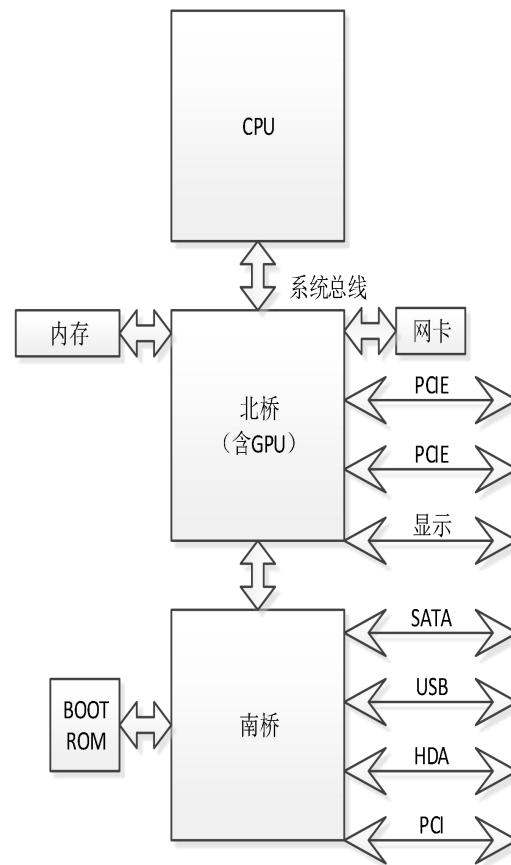 CPU
系统总线
内存
网卡
北桥
（含GPU）
PCIE
PCIE
显示
SATA
BOOT
ROM
南桥
USB
HDA
PCI